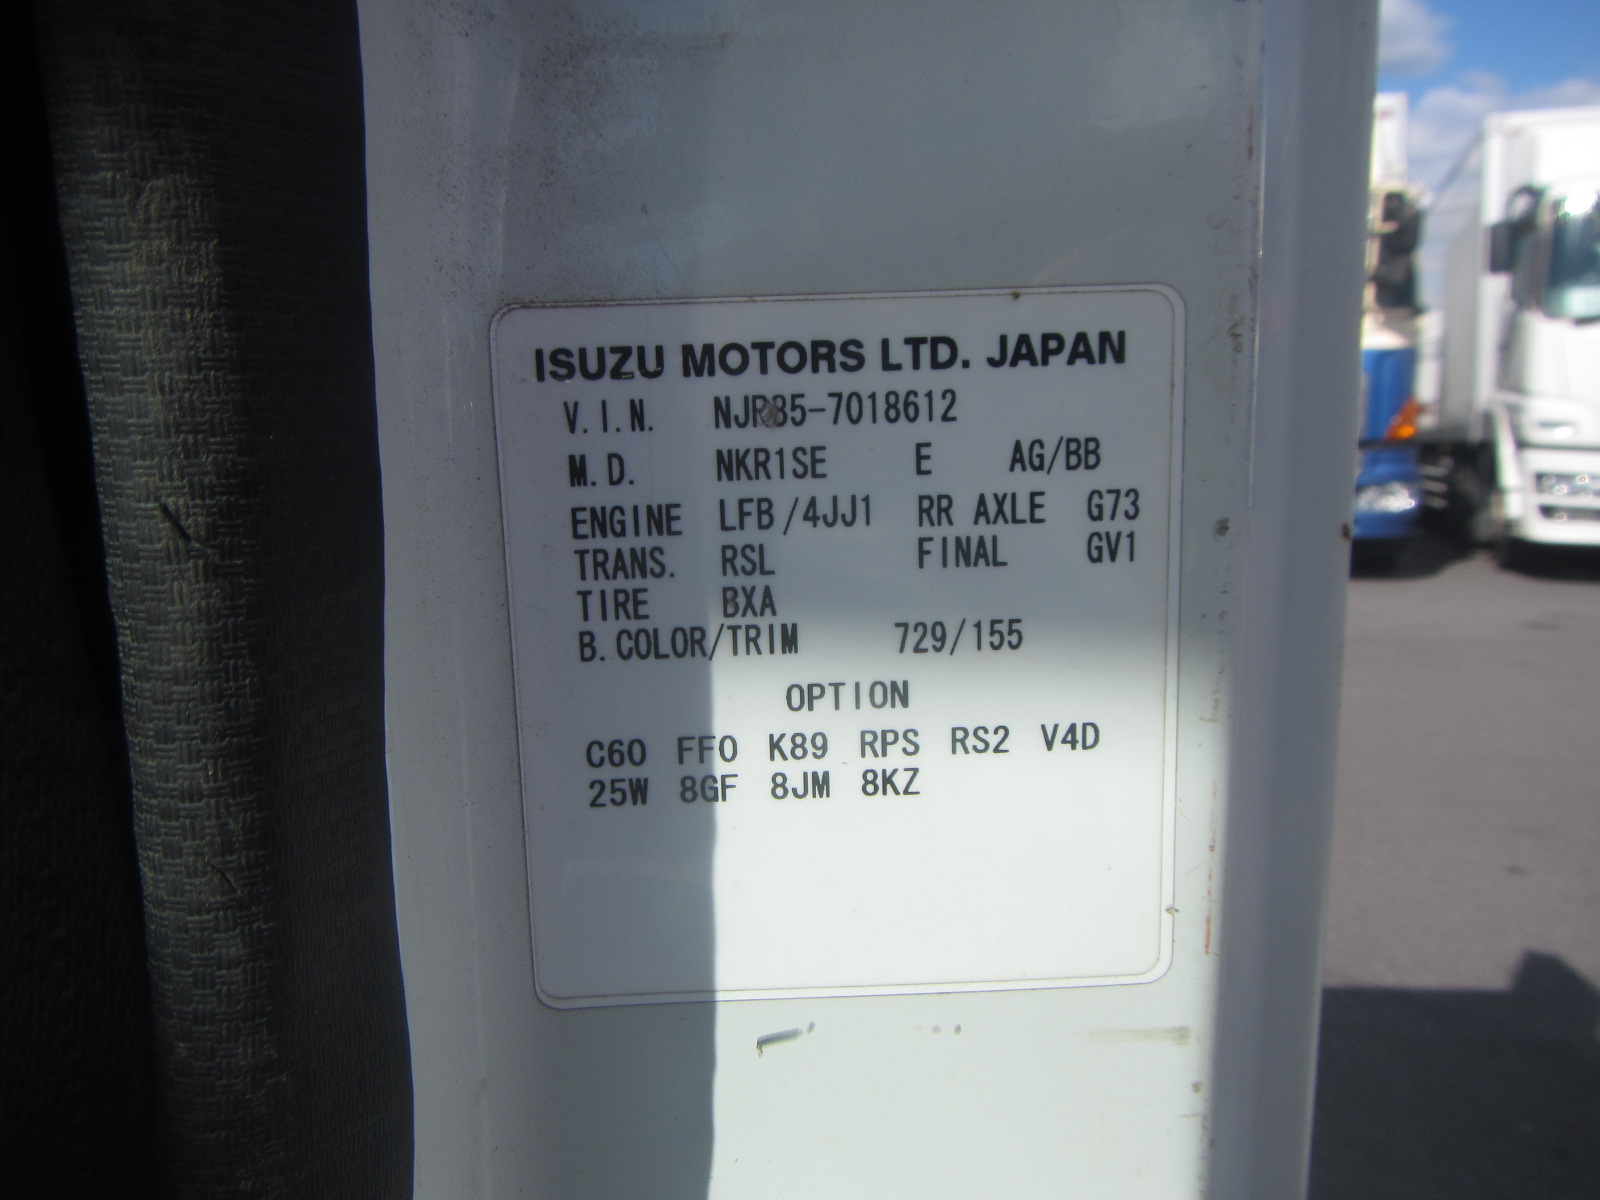 ISUZU MOTORS LTD. JAPAN
V.I.N. NJR85-7018612
M.D. NKR1SE E AG/BB
ENGINE LFB/4JJ1 RR AXLE G73
TRANS. RSL FINAL GV1
TIRE BXA
B.COLOR/TRIM 729/155
OPTION
C60 FF0 K89 RPS RS2 V4D
25W 8GF 8JM 8KZ